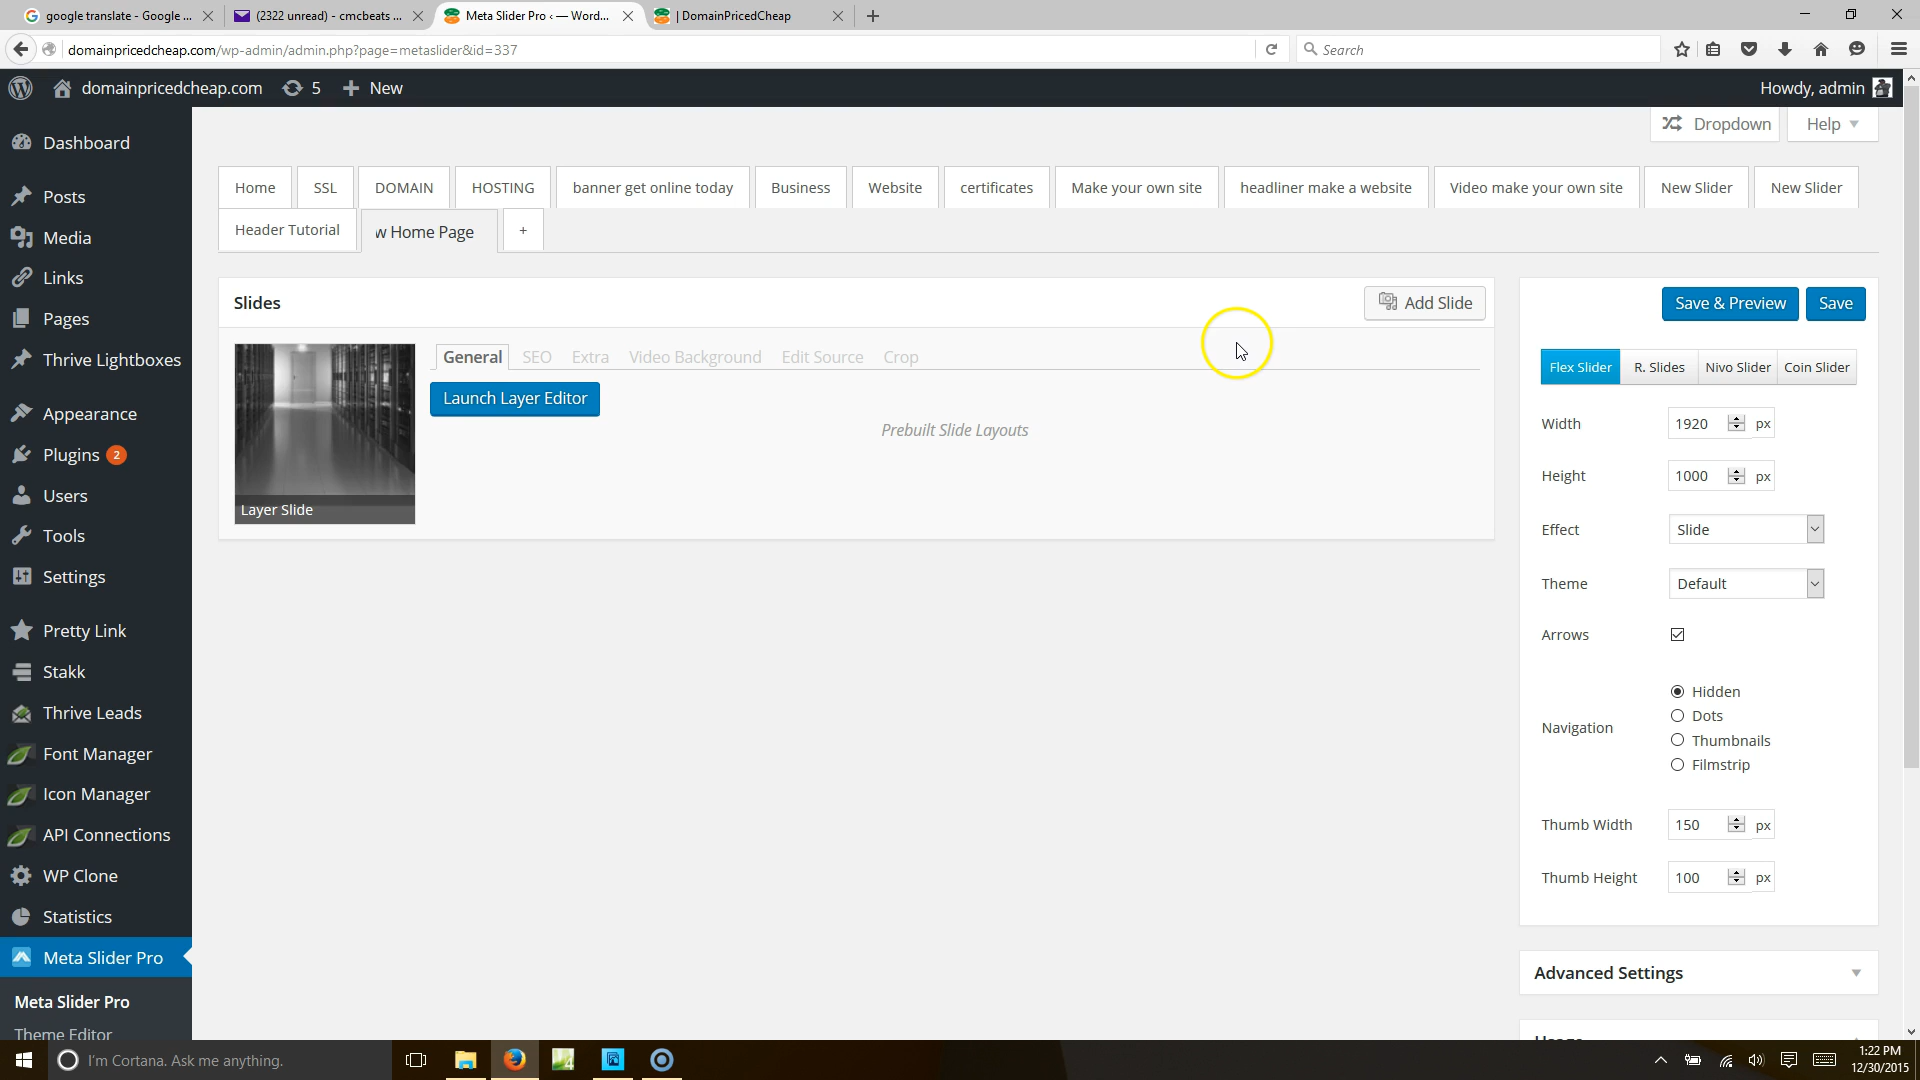 google translate - Google ...
(2322 unread) - cmcbeats ...
Meta Slider Pro ‹ — Word...
| DomainPricedCheap
domainpricedcheap.com/wp-admin/admin.php?page=metaslider&id=337
Search
domainpricedcheap.com
5
New
Howdy, admin
Dropdown
Help
Dashboard
Posts
Media
Links
Pages
Thrive Lightboxes
Appearance
Plugins 2
Users
Tools
Settings
Pretty Link
Stakk
Thrive Leads
Font Manager
Icon Manager
API Connections
WP Clone
Statistics
Meta Slider Pro
Meta Slider Pro
Theme Editor
Home SSL DOMAIN HOSTING banner get online today Business Website certificates Make your own site headliner make a website Video make your own site New Slider New Slider
Header Tutorial w Home Page +
Slides
Add Slide
General SEO Extra Video Background Edit Source Crop
Launch Layer Editor
Prebuilt Slide Layouts
Layer Slide
Save & Preview Save
Flex Slider R. Slides Nivo Slider Coin Slider
Width 1920 px
Height 1000 px
Effect Slide
Theme Default
Arrows
Navigation
Hidden
Dots
Thumbnails
Filmstrip
Thumb Width 150 px
Thumb Height 100 px
Advanced Settings
I'm Cortana. Ask me anything.
1:22 PM
12/30/2015